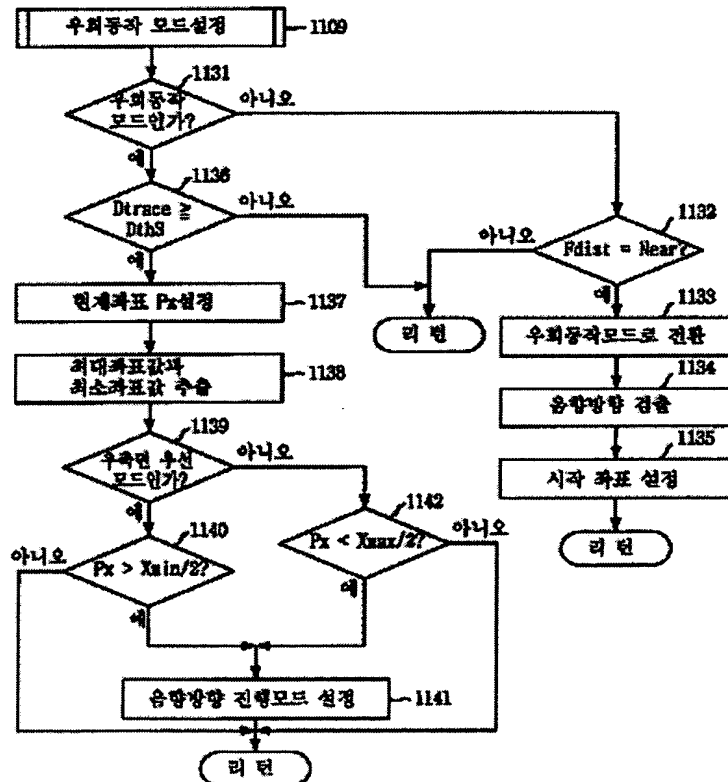 우회동작 모드설정
1109
1131
우회동작
모드인가?
아니오
예
1136
Dtrace ≧
Dth3
아니오
예
1132
Fdist = Near?
아니오
예
현재좌표 Px설정
1137
리 턴
1133
우회동작모드로 전환
최대좌표값과
최소좌표값 추출
1138
1134
음향방향 검출
1139
우측면 우선
모드인가?
아니오
예
1135
시작 좌표 설정
리 턴
1140
Px > Xmin/2?
아니오
예
1142
Px < Xmax/2?
아니오
예
음향방향 진행모드 설정
1141
리 턴